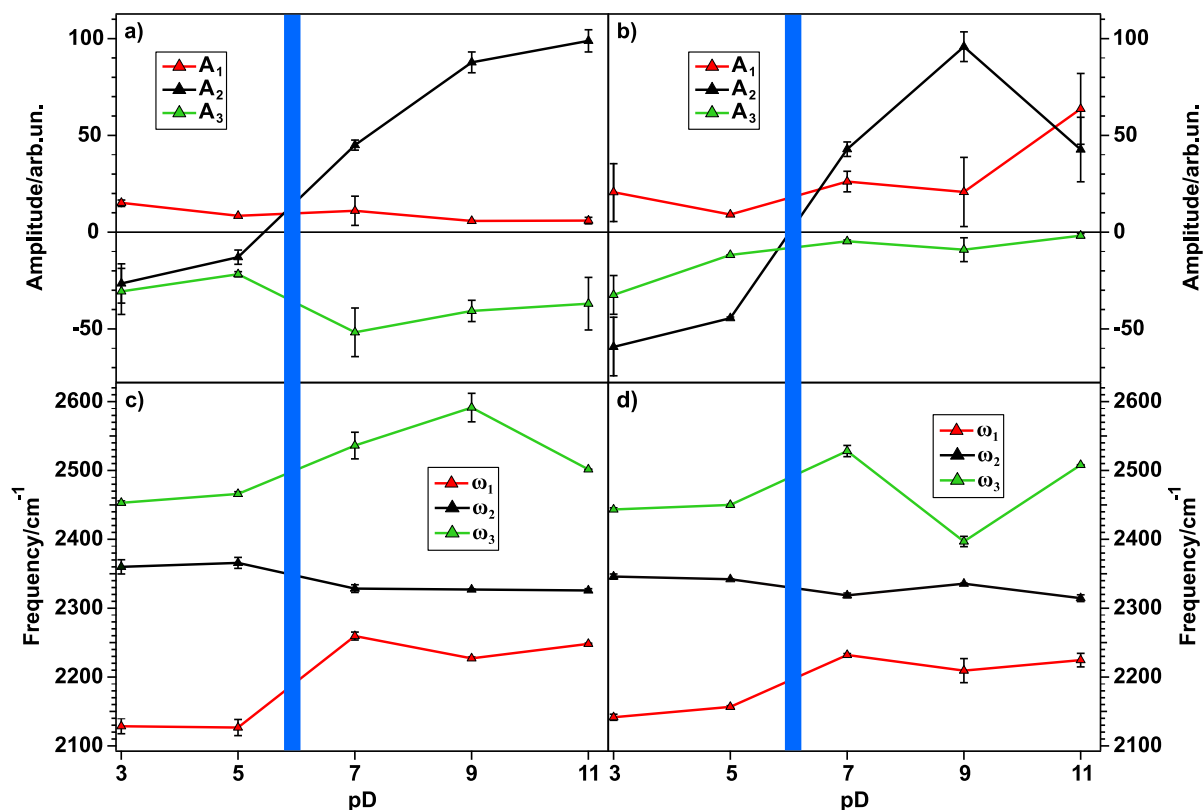 a)
b)
100
50
0
-50
Amplitude/arb.un.
A1
A2
A3
A1
A2
A3
100
50
0
-50
Amplitude/arb.un.
c)
d)
2600
2500
2400
2300
2200
2100
Frequency/cm-1
ω1
ω2
ω3
ω1
ω2
ω3
2600
2500
2400
2300
2200
2100
Frequency/cm-1
3 5 7 9 11
3 5 7 9 11
pD
pD